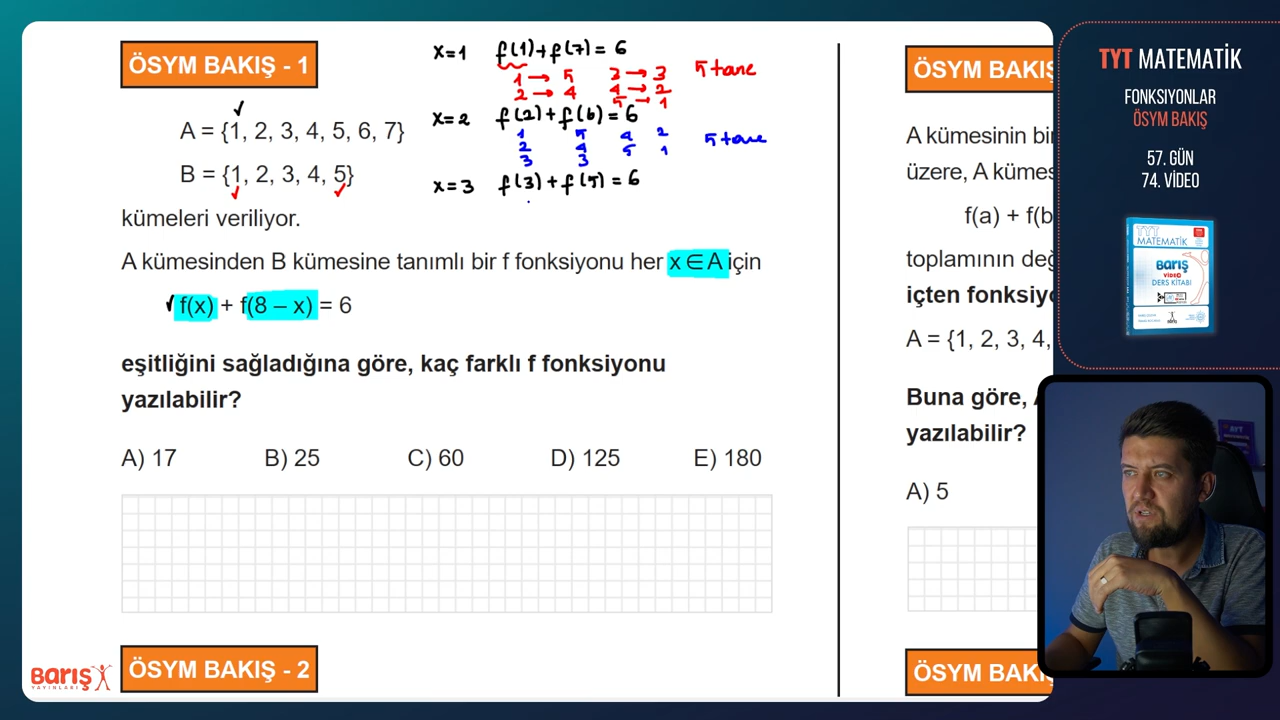 ÖSYM BAKIŞ - 1
A = {1, 2, 3, 4, 5, 6, 7}
B = {1, 2, 3, 4, 5}
kümeleri veriliyor.
A kümesinden B kümesine tanımlı bir f fonksiyonu her x ∈ A için
f(x) + f(8 – x) = 6
eşitliğini sağladığına göre, kaç farklı f fonksiyonu
yazılabilir?
A) 17 B) 25 C) 60 D) 125 E) 180
x=1 f(1)+f(7) = 6
1 → 5 3 → 3 5 tane
2 → 4 4 → 2
5 → 1
x=2 f(2)+f(6) = 6
1 5 4 2 5 tane
2 4 5 1
3 3
x=3 f(3)+f(5) = 6
ÖSYM BAKIŞ - 2
BARIŞ
YAYINLARI
ÖSYM BAKIŞ
A kümesinin bir
üzere, A kümes
f(a) + f(b
toplamının değ
içten fonksiyo
A = {1, 2, 3, 4,
Buna göre, A
yazılabilir?
A) 5
ÖSYM BAKIŞ
TYT MATEMATİK
FONKSIYONLAR
ÖSYM BAKIŞ
57. GÜN
74. VİDEO
TYT
MATEMATİK
BARIŞ
VİDEO
DERS KİTABI